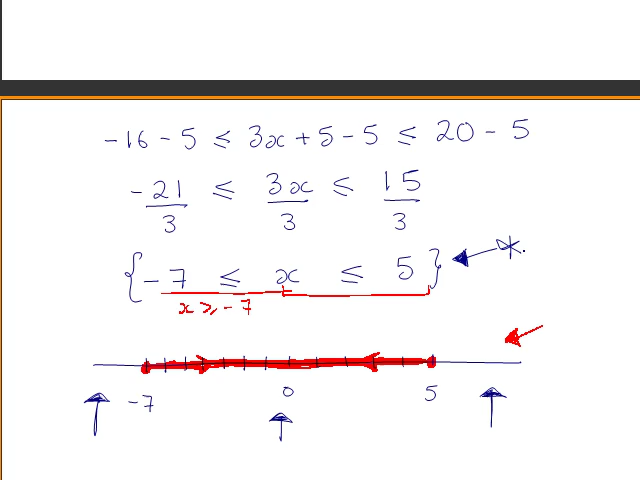 -16 - 5 ≤ 3x + 5 - 5 ≤ 20 - 5
-21/3 ≤ 3x/3 ≤ 15/3
{-7 ≤ x ≤ 5} *.
x ≥ -7
-7 0 5